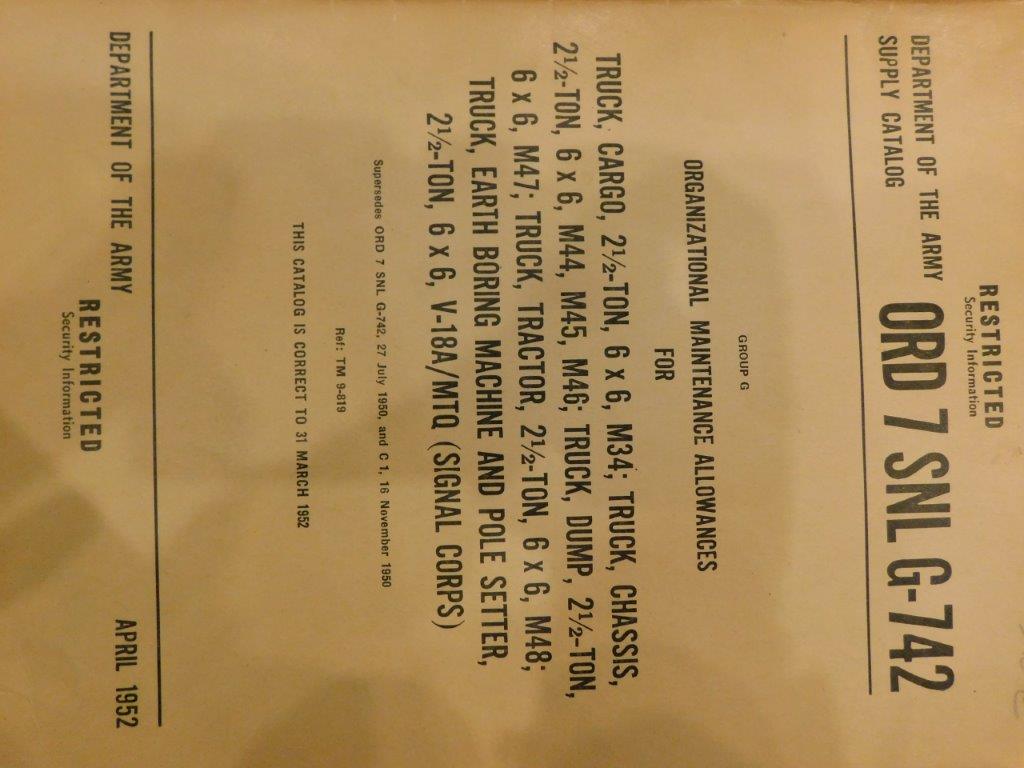 RESTRICTED
Security Information
DEPARTMENT OF THE ARMY
SUPPLY CATALOG
ORD 7 SNL G-742
GROUP G
ORGANIZATIONAL MAINTENANCE ALLOWANCES
FOR
TRUCK, CARGO, 2½-TON, 6 x 6, M34; TRUCK, CHASSIS,
2½-TON, 6 x 6, M44, M45, M46; TRUCK, DUMP, 2½-TON,
6 x 6, M47; TRUCK, TRACTOR, 2½-TON, 6 x 6, M48;
TRUCK, EARTH BORING MACHINE AND POLE SETTER,
2½-TON, 6 x 6, V-18A/MTQ (SIGNAL CORPS)
Supersedes ORD 7 SNL G-742, 27 July 1950, and C 1, 16 November 1950
Ref: TM 9-819
THIS CATALOG IS CORRECT TO 31 MARCH 1952
DEPARTMENT OF THE ARMY
APRIL 1952
RESTRICTED
Security Information